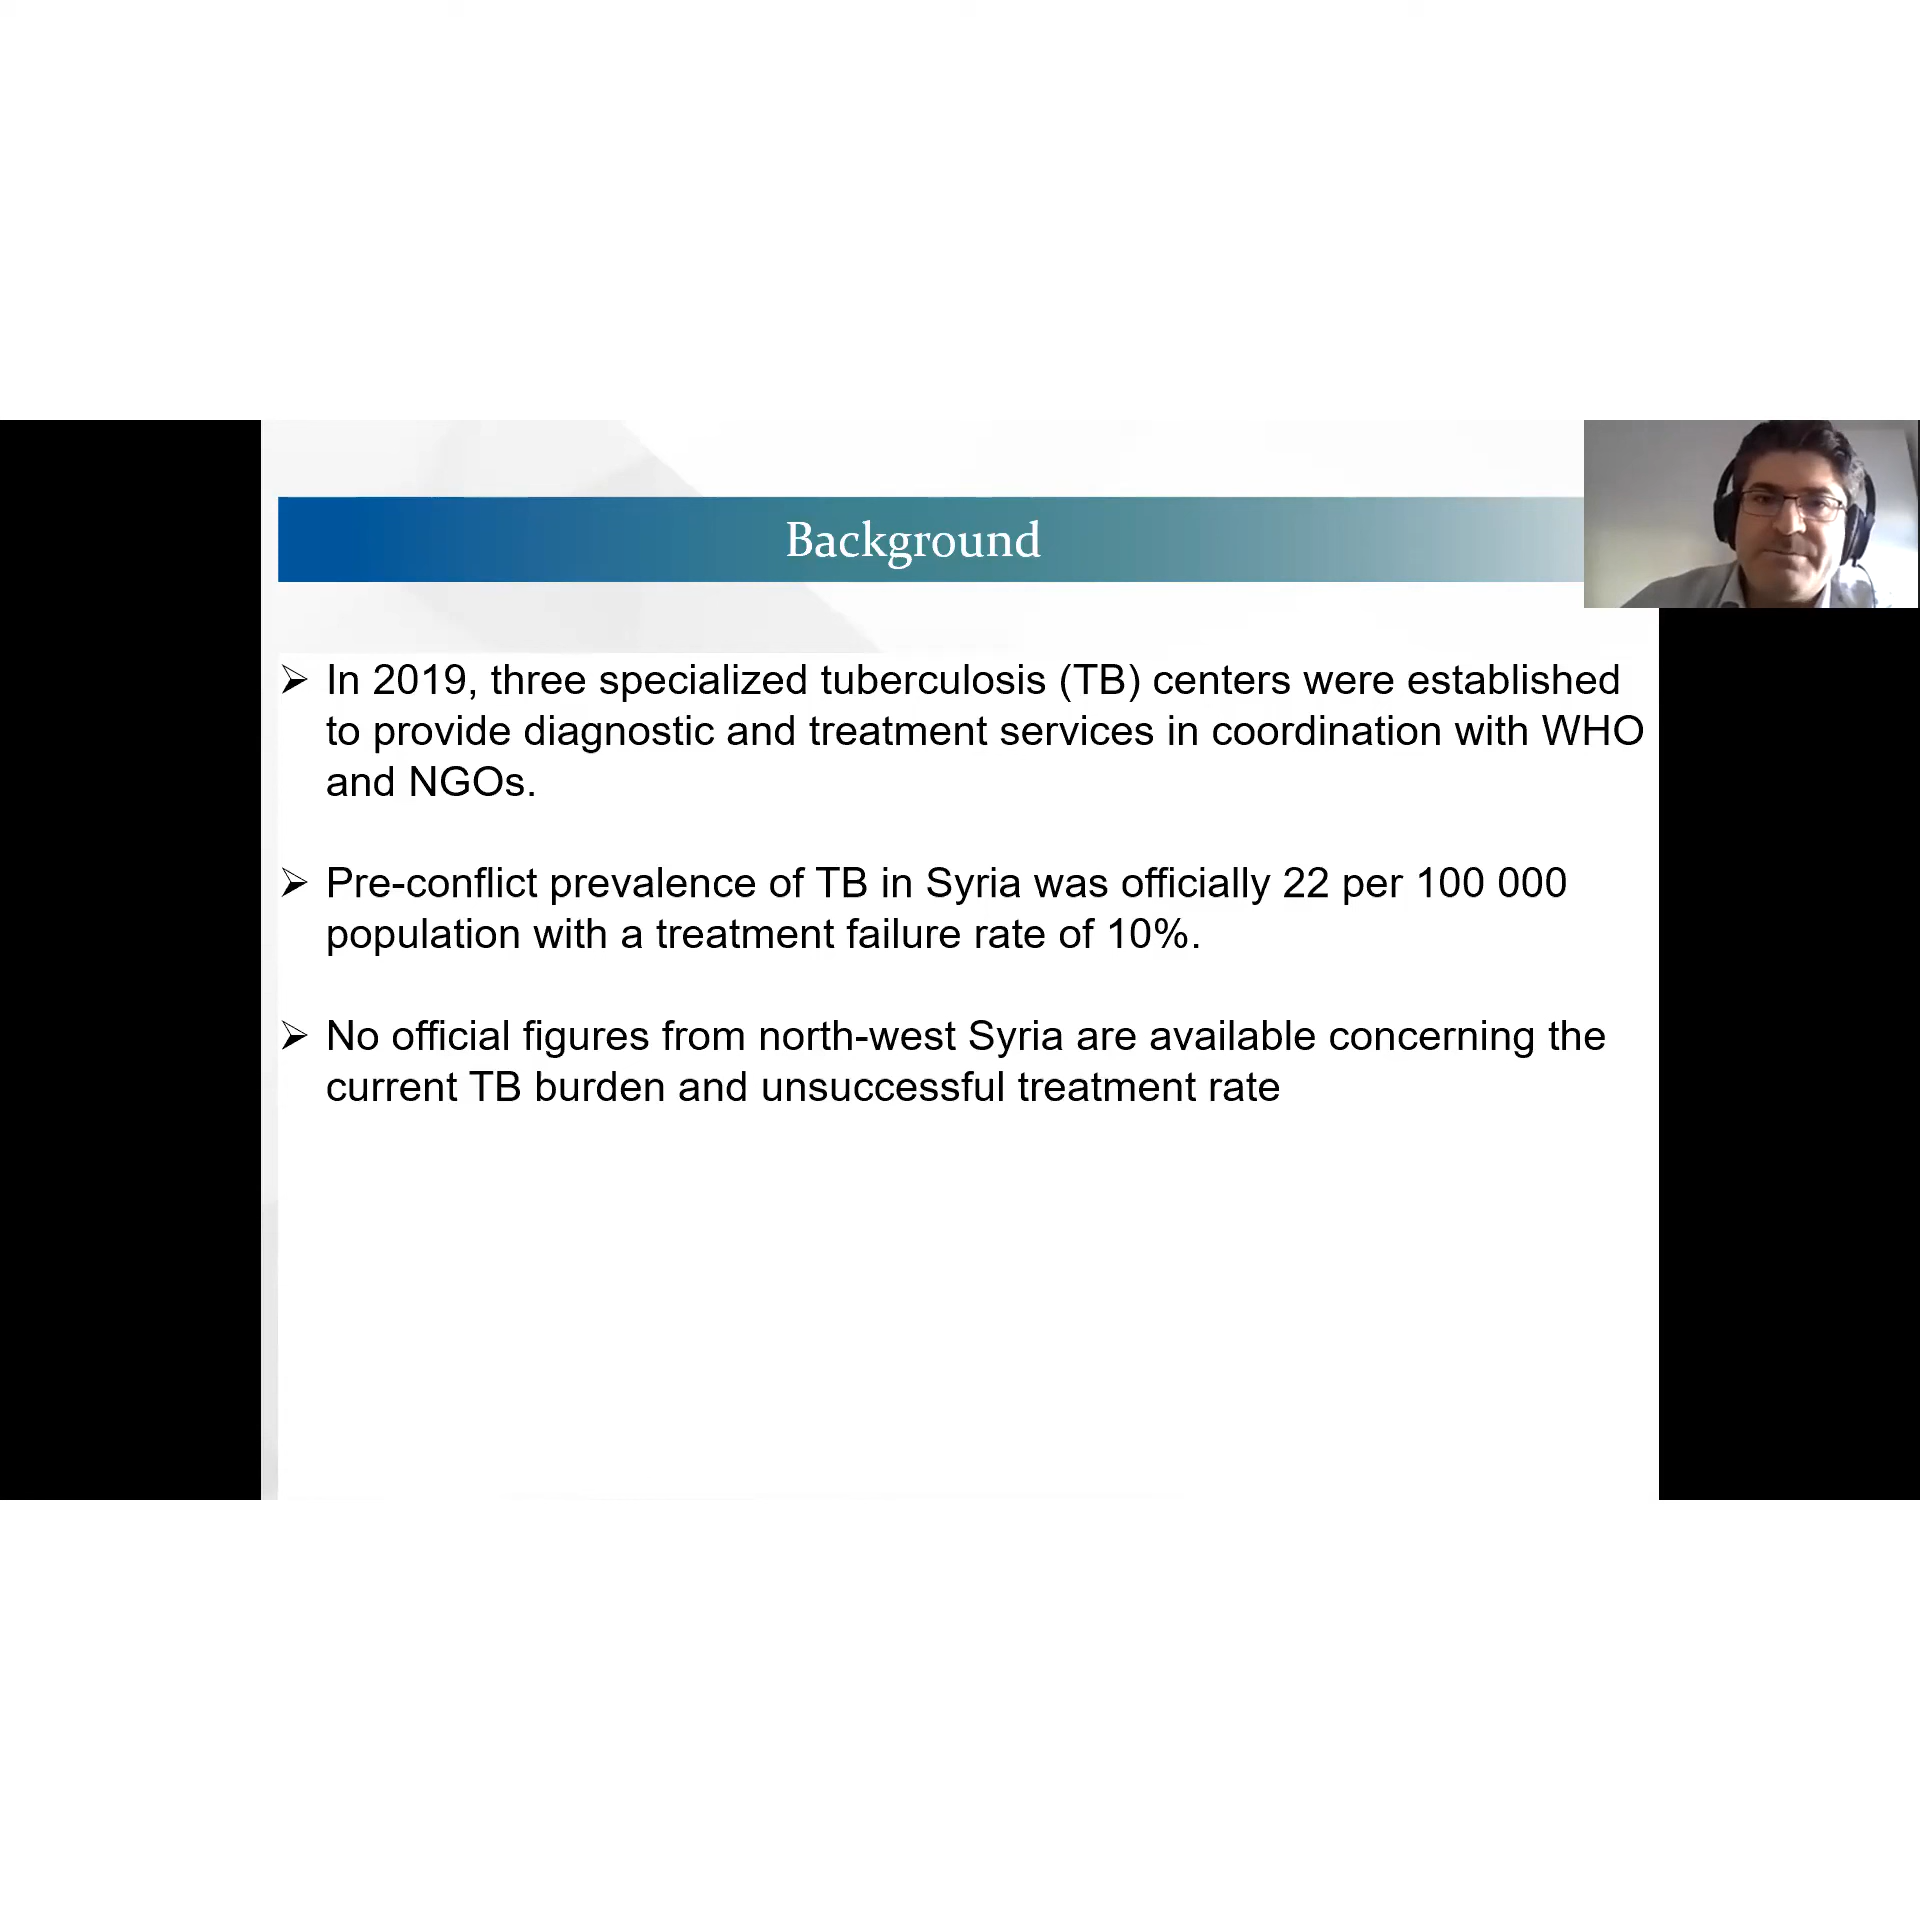 Background
➢ In 2019, three specialized tuberculosis (TB) centers were established
to provide diagnostic and treatment services in coordination with WHO
and NGOs.
➢ Pre-conflict prevalence of TB in Syria was officially 22 per 100 000
population with a treatment failure rate of 10%.
➢ No official figures from north-west Syria are available concerning the
current TB burden and unsuccessful treatment rate